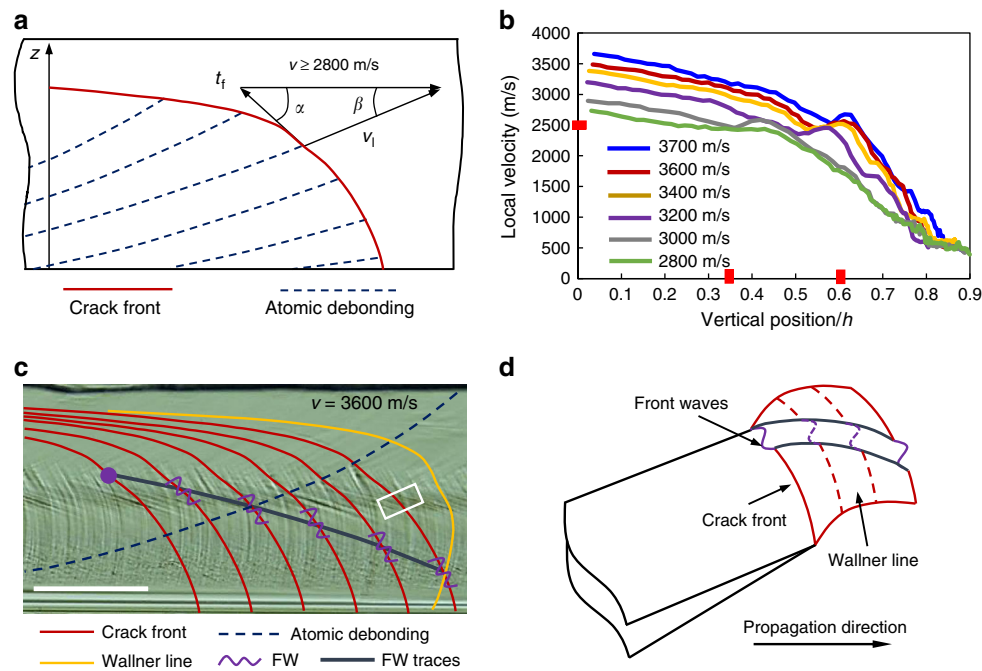 a
z
v ≥ 2800 m/s
t_f
α
β
v_l
Crack front
Atomic debonding
b
Local velocity (m/s)
4000
3500
3000
2500
2000
1500
1000
500
0
3700 m/s
3600 m/s
3400 m/s
3200 m/s
3000 m/s
2800 m/s
0 0.1 0.2 0.3 0.4 0.5 0.6 0.7 0.8 0.9
Vertical position/h
c
v = 3600 m/s
Crack front
Atomic debonding
Wallner line
FW
FW traces
d
Front waves
Crack front
Wallner line
Propagation direction